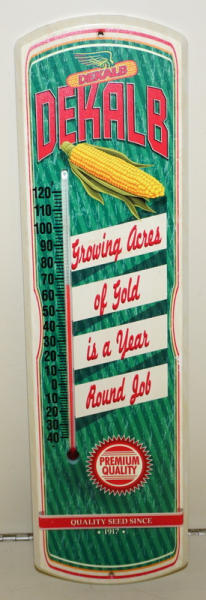 DEKALB
DEKALB
Growing Acres
of Gold
is a Year
Round Job
120
110
100
90
80
70
60
50
40
30
20
10
0
10
20
30
40
PREMIUM
QUALITY
QUALITY SEED SINCE
• 1917 •